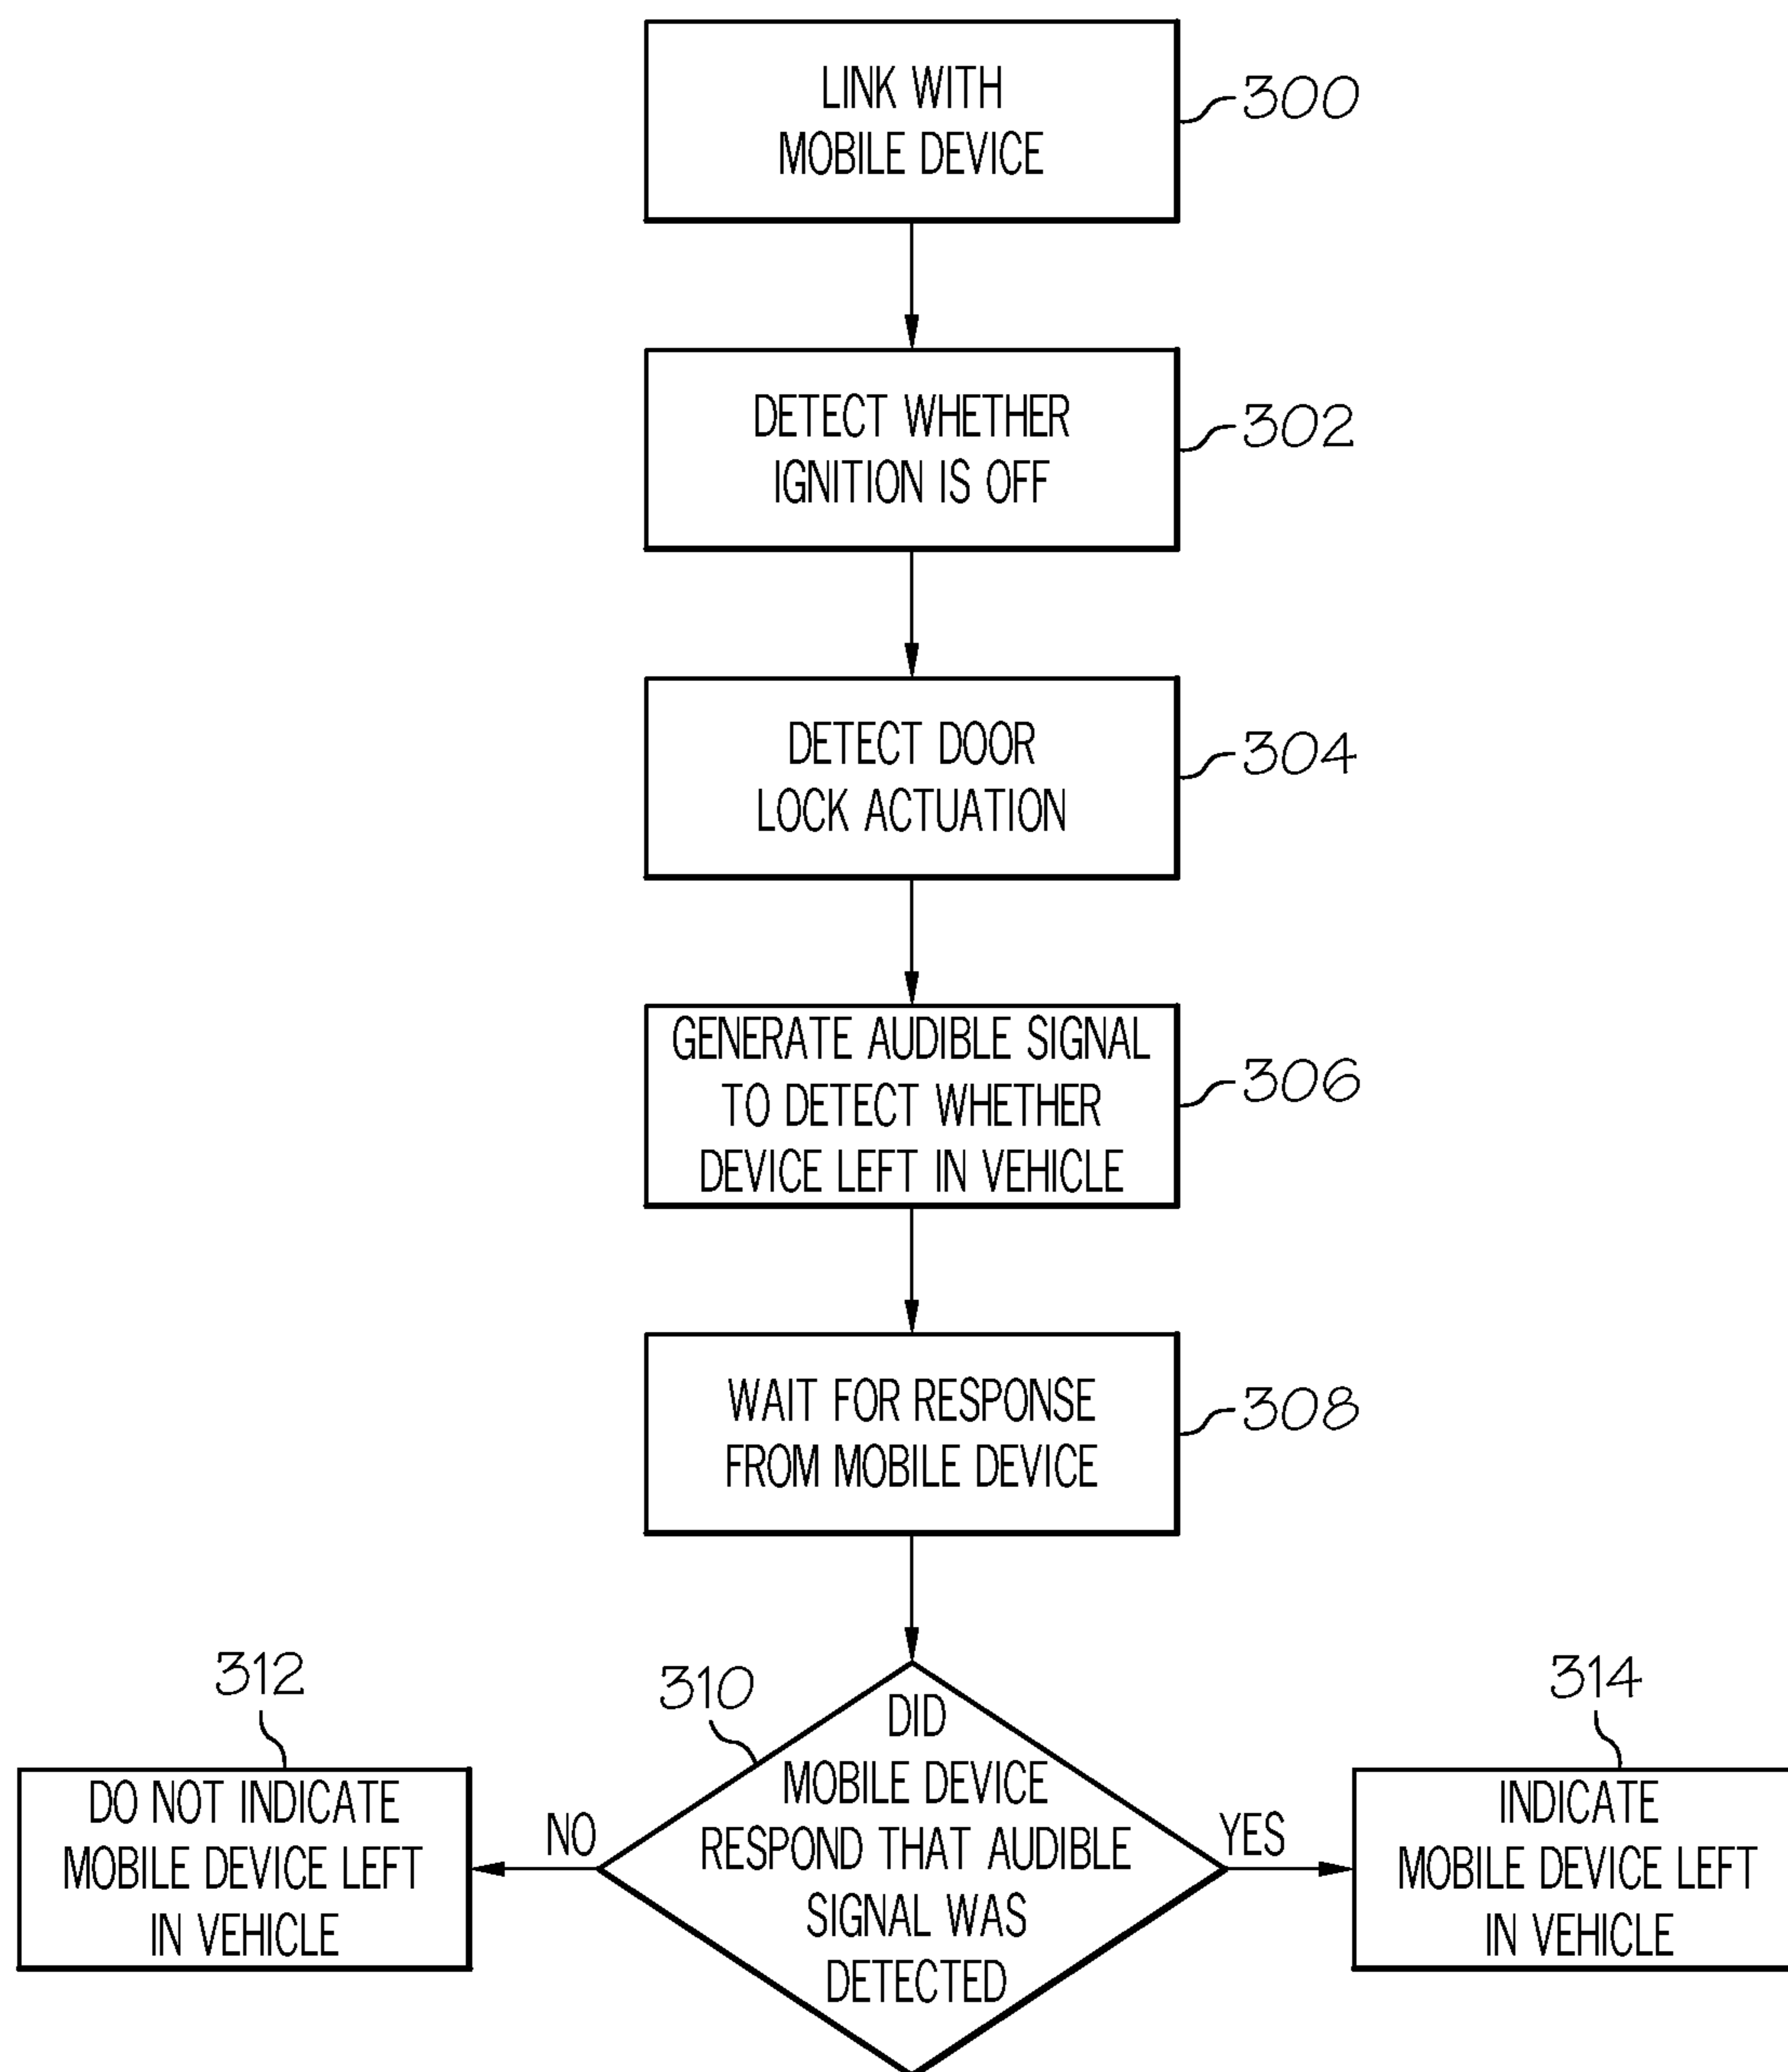 LINK WITH
MOBILE DEVICE
300
DETECT WHETHER
IGNITION IS OFF
302
DETECT DOOR
LOCK ACTUATION
304
GENERATE AUDIBLE SIGNAL
TO DETECT WHETHER
DEVICE LEFT IN VEHICLE
306
WAIT FOR RESPONSE
FROM MOBILE DEVICE
308
310
DID
MOBILE DEVICE
RESPOND THAT AUDIBLE
SIGNAL WAS
DETECTED
NO
312
DO NOT INDICATE
MOBILE DEVICE LEFT
IN VEHICLE
YES
314
INDICATE
MOBILE DEVICE LEFT
IN VEHICLE